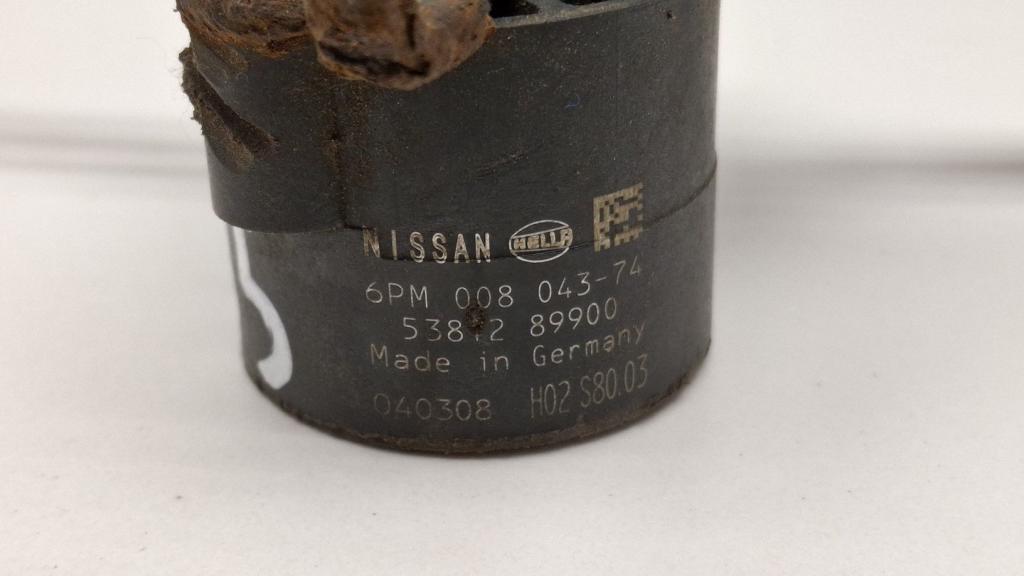 NISSAN HELLA
6PM 008 043-74
89900
Made in Germany
040308 H02 S80.03